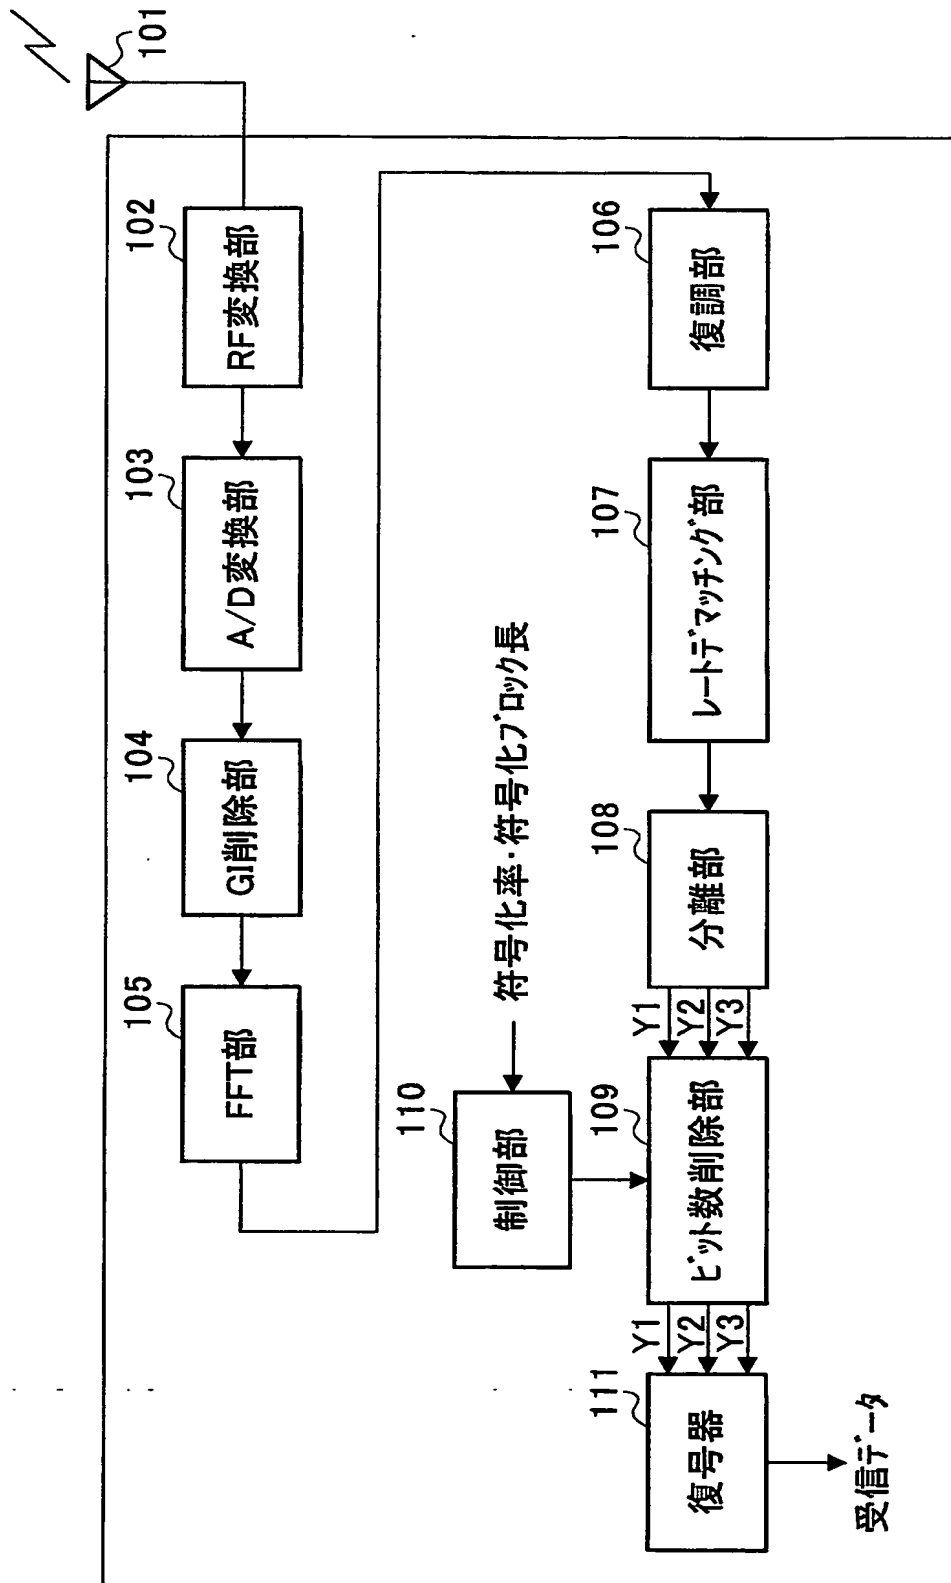 101
102
RF変換部
103
A/D変換部
104
GI削除部
105
FFT部
106
復調部
107
レートデマッチング部
108
分離部
Y1
Y2
Y3
109
ビット数削除部
110
制御部
符号化率・符号化ブロック長
Y1
Y2
Y3
111
復号器
受信データ